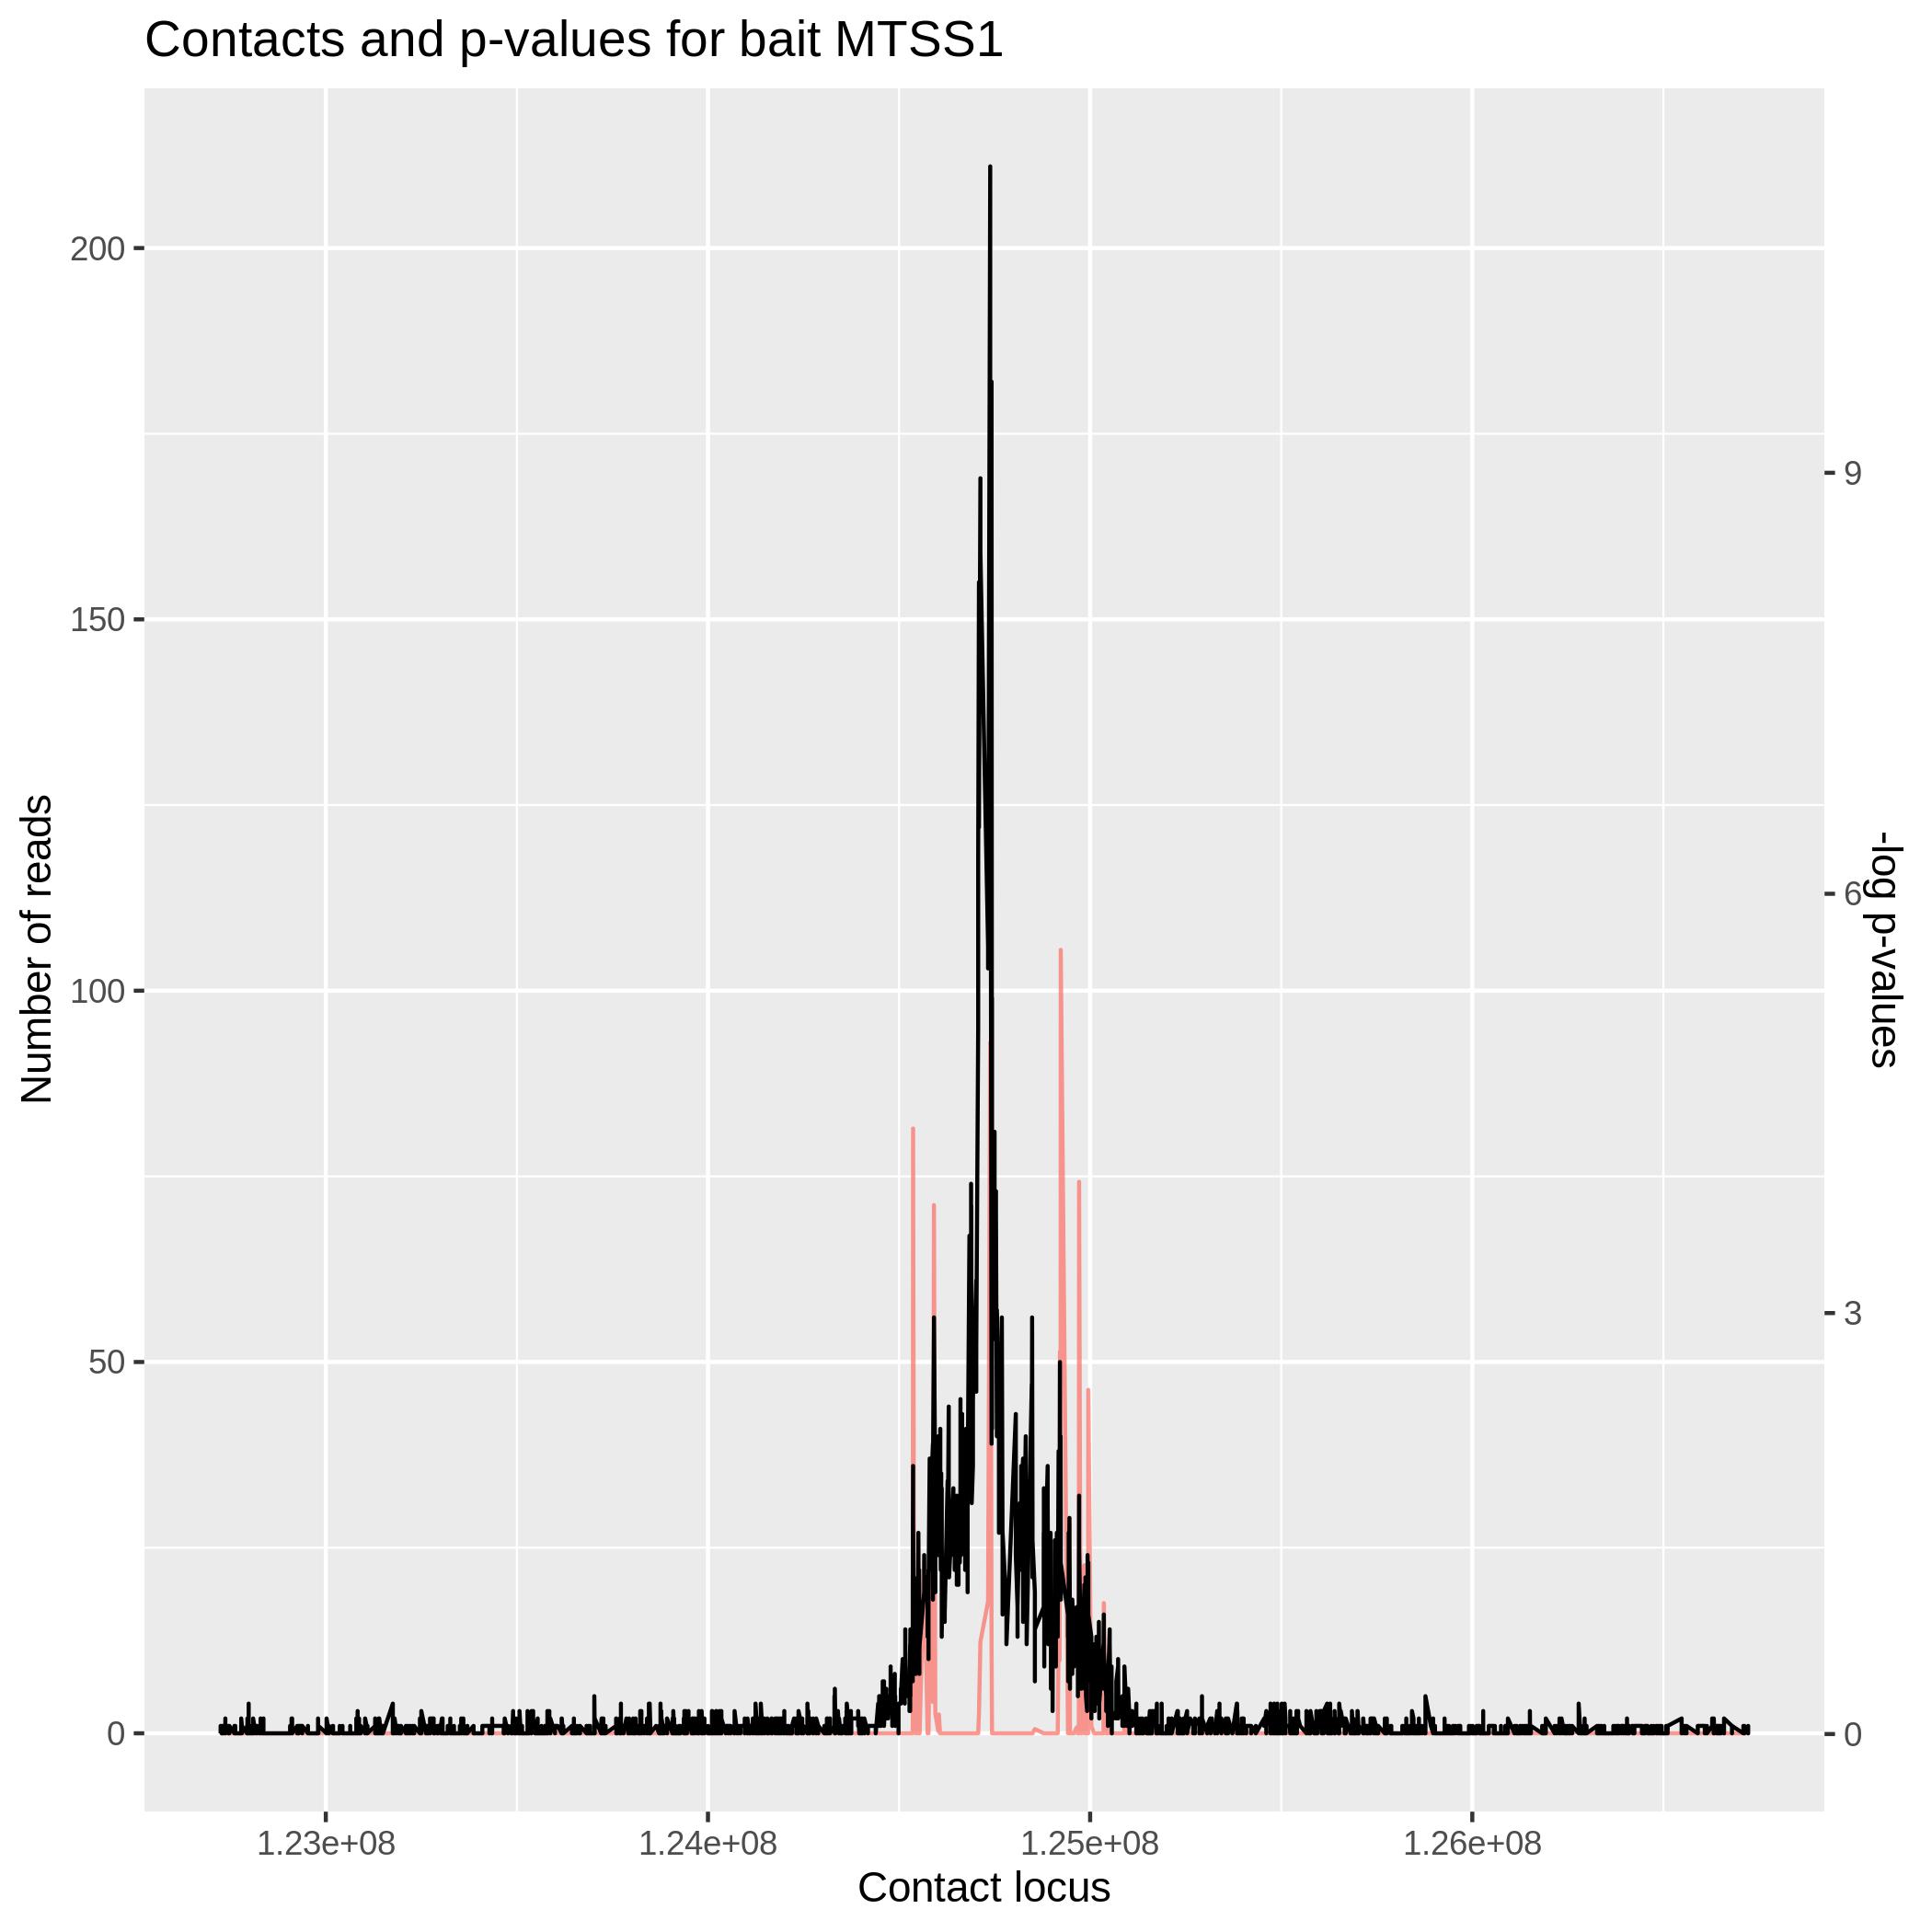 Contacts and p-values for bait MTSS1
200
150
100
50
0
Number of reads
9
6
3
0
-log p-values
1.23e+08
1.24e+08
1.25e+08
1.26e+08
Contact locus